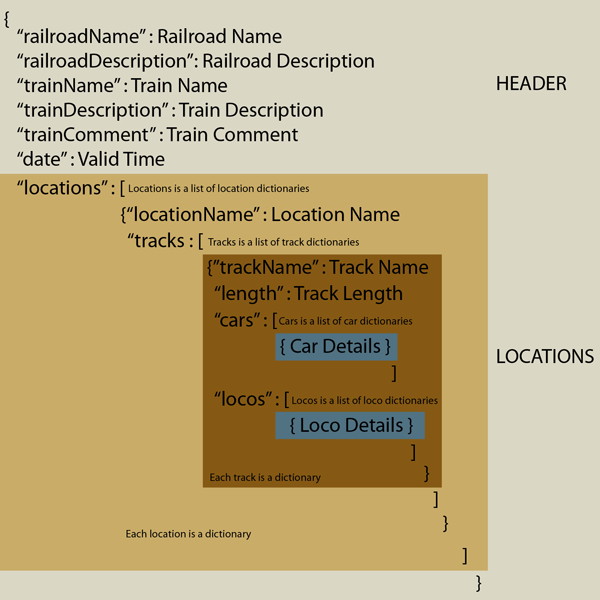 {
“railroadName” : Railroad Name
“railroadDescription”: Railroad Description
“trainName” : Train Name
“trainDescription” : Train Description
“trainComment” : Train Comment
“date” : Valid Time
HEADER
“locations” : [ Locations is a list of location dictionaries
{“locationName” : Location Name
“tracks : [ Tracks is a list of track dictionaries
{”trackName” : Track Name
“length” : Track Length
“cars” : [ Cars is a list of car dictionaries
{ Car Details }
]
LOCATIONS
“locos” : [ Locos is a list of loco dictionaries
{ Loco Details }
]
}
Each track is a dictionary
]
}
Each location is a dictionary
]
}